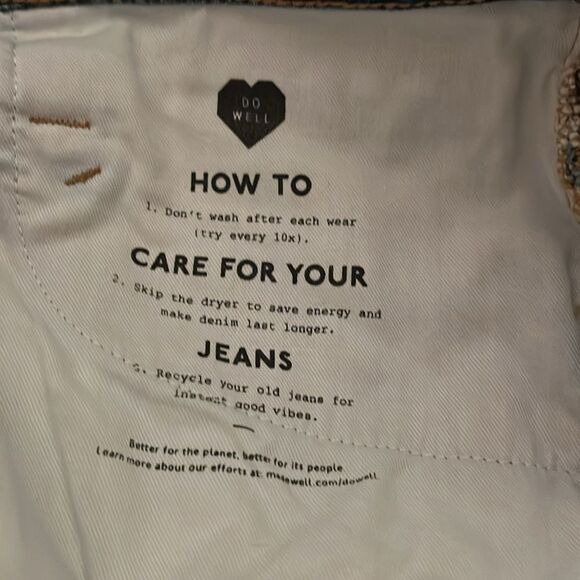 DO
WELL
HOW TO
1. Don't wash after each wear
(try every 10x).
CARE FOR YOUR
2. Skip the dryer to save energy and
make denim last longer.
JEANS
3. Recycle your old jeans for
instant good vibes.
Better for the planet, better for its people.
Learn more about our efforts at: madewell.com/dowell